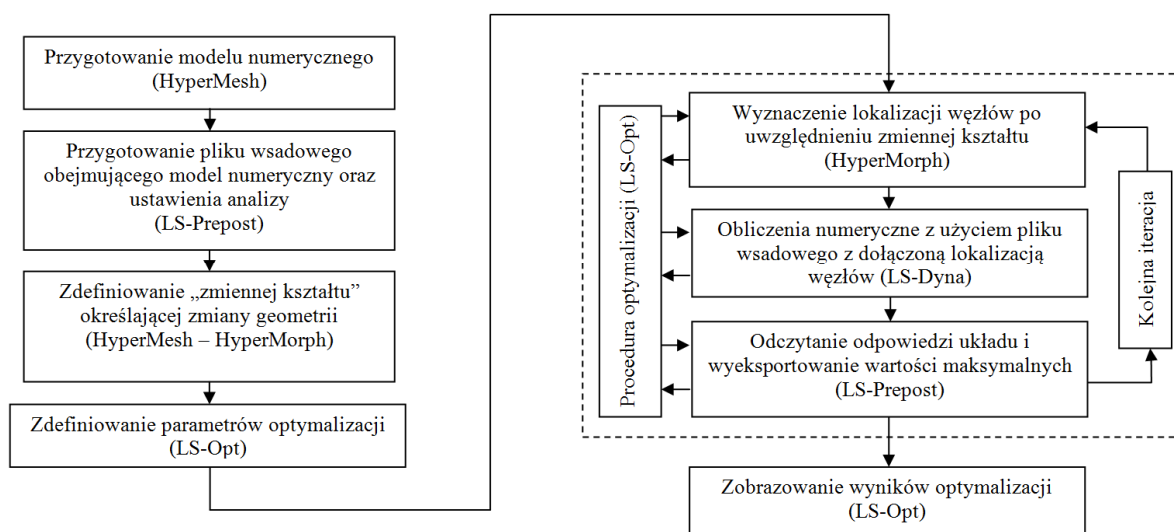 Przygotowanie modelu numerycznego
(HyperMesh)
Przygotowanie pliku wsadowego
obejmującego model numeryczny oraz
ustawienia analizy
(LS-Prepost)
Zdefiniowanie „zmiennej kształtu”
określającej zmiany geometrii
(HyperMesh – HyperMorph)
Zdefiniowanie parametrów optymalizacji
(LS-Opt)
Procedura optymalizacji (LS-Opt)
Wyznaczenie lokalizacji węzłów po
uwzględnieniu zmiennej kształtu
(HyperMorph)
Obliczenia numeryczne z użyciem pliku
wsadowego z dołączoną lokalizacją
węzłów (LS-Dyna)
Odczytanie odpowiedzi układu i
wyeksportowanie wartości maksymalnych
(LS-Prepost)
Kolejna iteracja
Zobrazowanie wyników optymalizacji
(LS-Opt)